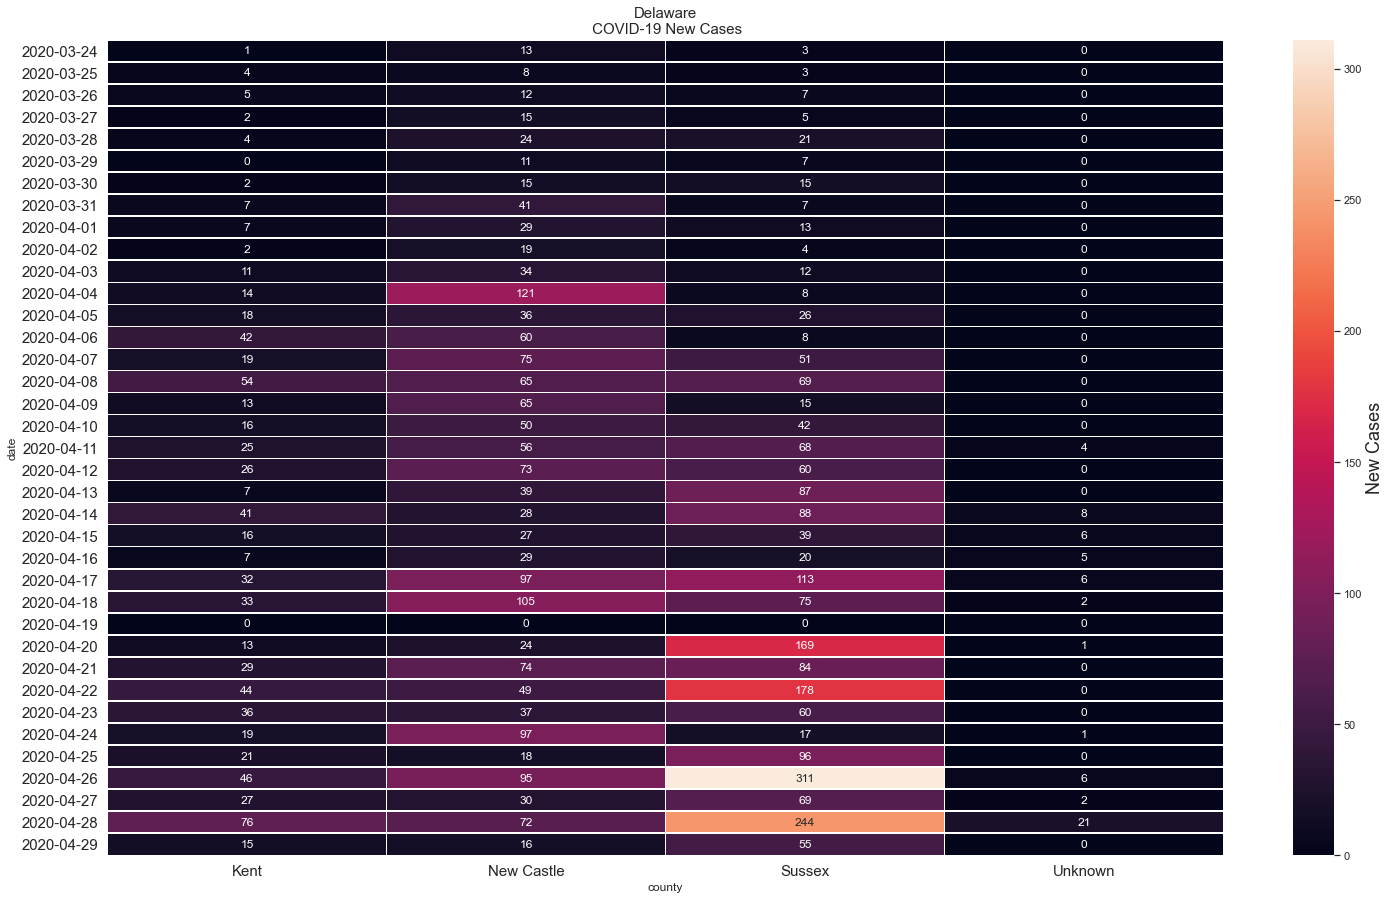 Delaware
COVID-19 New Cases
2020-03-24 1 13 3 0
2020-03-25 4 8 3 0
2020-03-26 5 12 7 0
2020-03-27 2 15 5 0
2020-03-28 4 24 21 0
2020-03-29 0 11 7 0
2020-03-30 2 15 15 0
2020-03-31 7 41 7 0
2020-04-01 7 29 13 0
2020-04-02 2 19 4 0
2020-04-03 11 34 12 0
2020-04-04 14 121 8 0
2020-04-05 18 36 26 0
2020-04-06 42 60 8 0
2020-04-07 19 75 51 0
2020-04-08 54 65 69 0
2020-04-09 13 65 15 0
2020-04-10 16 50 42 0
2020-04-11 25 56 68 4
2020-04-12 26 73 60 0
2020-04-13 7 39 87 0
2020-04-14 41 28 88 8
2020-04-15 16 27 39 6
2020-04-16 7 29 20 5
2020-04-17 32 97 113 6
2020-04-18 33 105 75 2
2020-04-19 0 0 0 0
2020-04-20 13 24 169 1
2020-04-21 29 74 84 0
2020-04-22 44 49 178 0
2020-04-23 36 37 60 0
2020-04-24 19 97 17 1
2020-04-25 21 18 96 0
2020-04-26 46 95 311 6
2020-04-27 27 30 69 2
2020-04-28 76 72 244 21
2020-04-29 15 16 55 0
Kent New Castle Sussex Unknown
county
date
300
250
200
150
100
50
0
New Cases